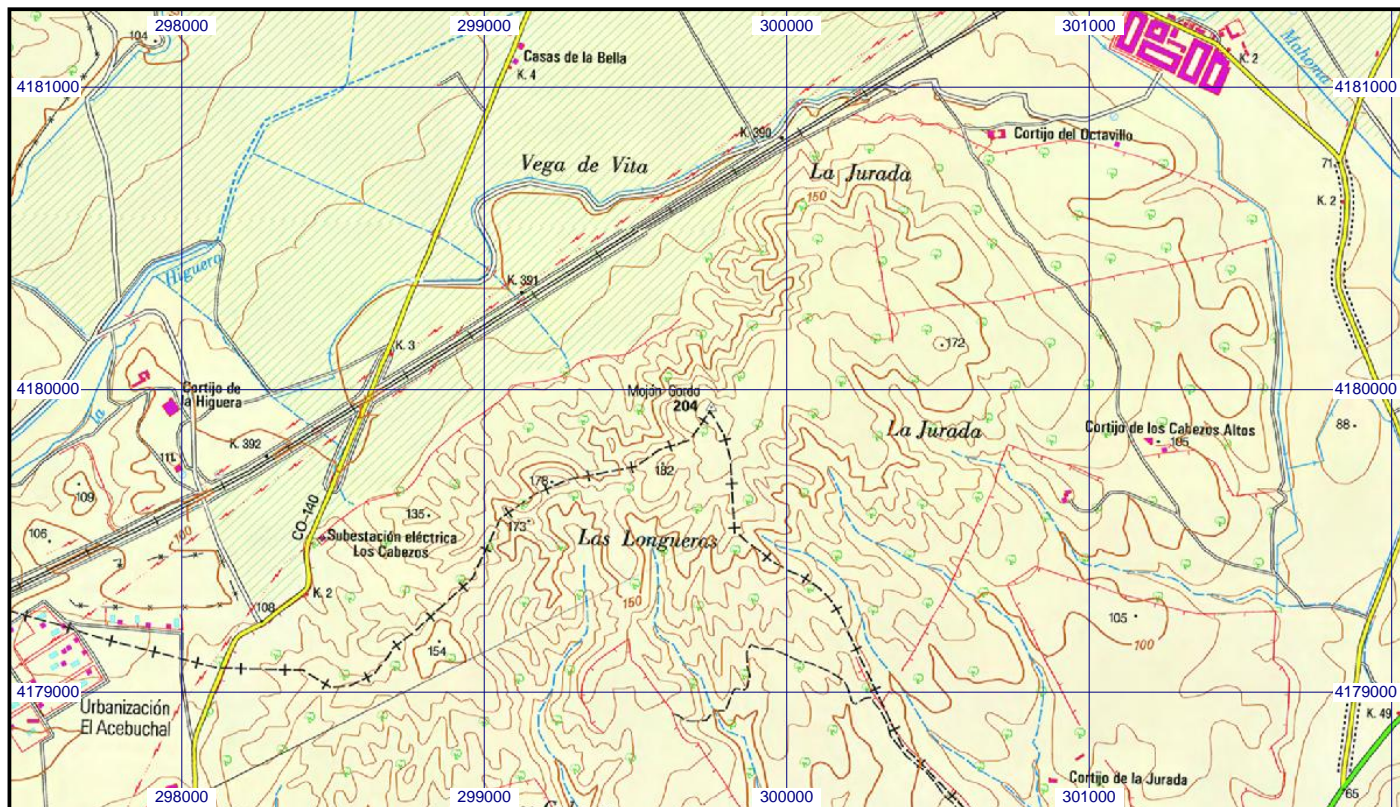 298000
299000
300000
301000
104
Casas de la Bella
K. 4
K. 2
Mahoma
4181000
4181000
K. 390
Cortijo del Octavillo
Vega de Vita
La Jurada
71
150
K. 2
Higuera
K. 391
K. 3
172
4180000
4180000
Cortijo de
la Higuera
Mojón Gordo
204
la
La Jurada
Cortijo de los Cabezos Altos
88
K. 392
111
182
178
109
135
173
CO-140
106
100
Subestación eléctrica
Los Cabezos
Las Longueras
K. 2
108
150
105
100
154
4179000
4179000
Urbanización
El Acebuchal
K. 49
Cortijo de la Jurada
65
298000
299000
300000
301000